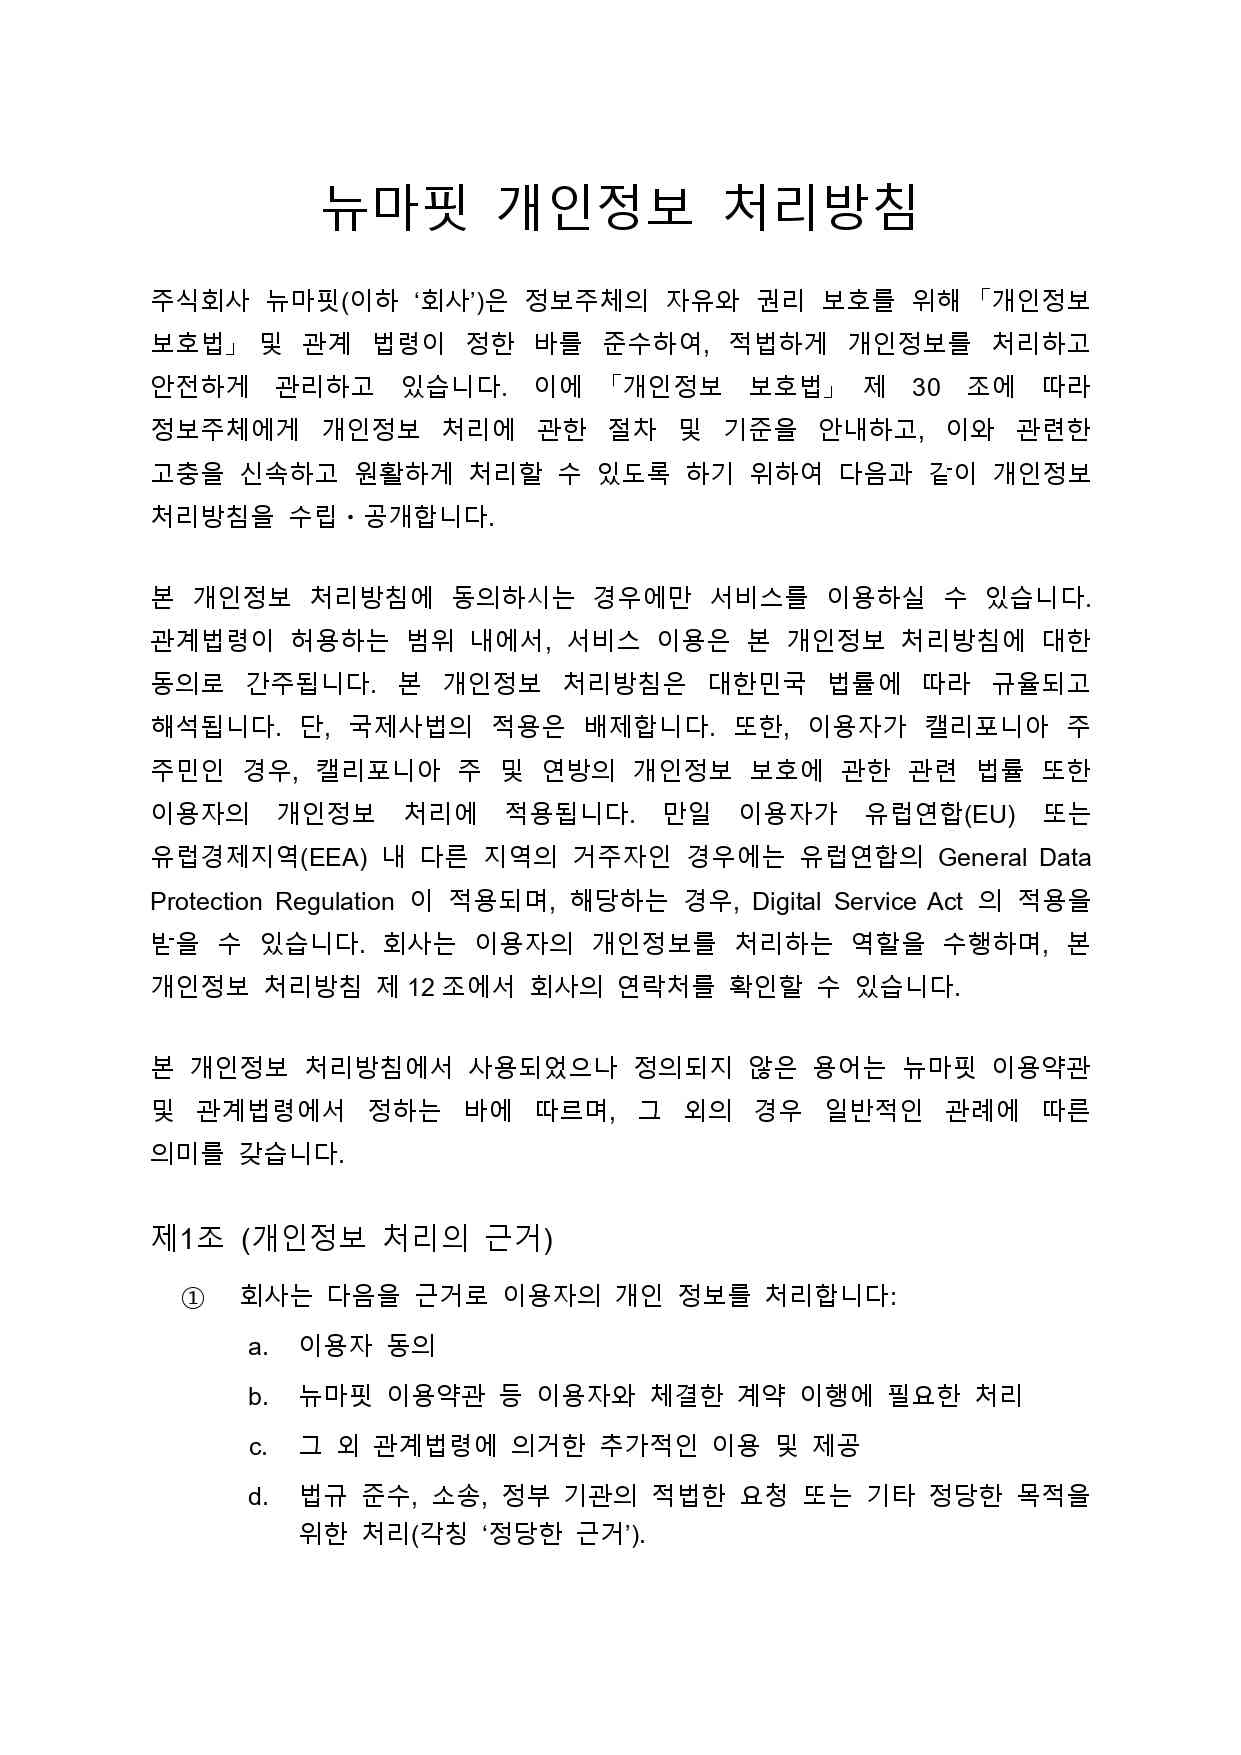 뉴마핏 개인정보 처리방침
주식회사 뉴마핏(이하 ‘회사’)은 정보주체의 자유와 권리 보호를 위해 「개인정보
보호법」 및 관계 법령이 정한 바를 준수하여, 적법하게 개인정보를 처리하고
안전하게 관리하고 있습니다. 이에 「개인정보 보호법」 제 30 조에 따라
정보주체에게 개인정보 처리에 관한 절차 및 기준을 안내하고, 이와 관련한
고충을 신속하고 원활하게 처리할 수 있도록 하기 위하여 다음과 같이 개인정보
처리방침을 수립・공개합니다.
본 개인정보 처리방침에 동의하시는 경우에만 서비스를 이용하실 수 있습니다.
관계법령이 허용하는 범위 내에서, 서비스 이용은 본 개인정보 처리방침에 대한
동의로 간주됩니다. 본 개인정보 처리방침은 대한민국 법률에 따라 규율되고
해석됩니다. 단, 국제사법의 적용은 배제합니다. 또한, 이용자가 캘리포니아 주
주민인 경우, 캘리포니아 주 및 연방의 개인정보 보호에 관한 관련 법률 또한
이용자의 개인정보 처리에 적용됩니다. 만일 이용자가 유럽연합(EU) 또는
유럽경제지역(EEA) 내 다른 지역의 거주자인 경우에는 유럽연합의 General Data
Protection Regulation 이 적용되며, 해당하는 경우, Digital Service Act 의 적용을
받을 수 있습니다. 회사는 이용자의 개인정보를 처리하는 역할을 수행하며, 본
개인정보 처리방침 제 12 조에서 회사의 연락처를 확인할 수 있습니다.
본 개인정보 처리방침에서 사용되었으나 정의되지 않은 용어는 뉴마핏 이용약관
및 관계법령에서 정하는 바에 따르며, 그 외의 경우 일반적인 관례에 따른
의미를 갖습니다.
제1조 (개인정보 처리의 근거)
① 회사는 다음을 근거로 이용자의 개인 정보를 처리합니다:
a. 이용자 동의
b. 뉴마핏 이용약관 등 이용자와 체결한 계약 이행에 필요한 처리
c. 그 외 관계법령에 의거한 추가적인 이용 및 제공
d. 법규 준수, 소송, 정부 기관의 적법한 요청 또는 기타 정당한 목적을
위한 처리(각칭 ‘정당한 근거’).